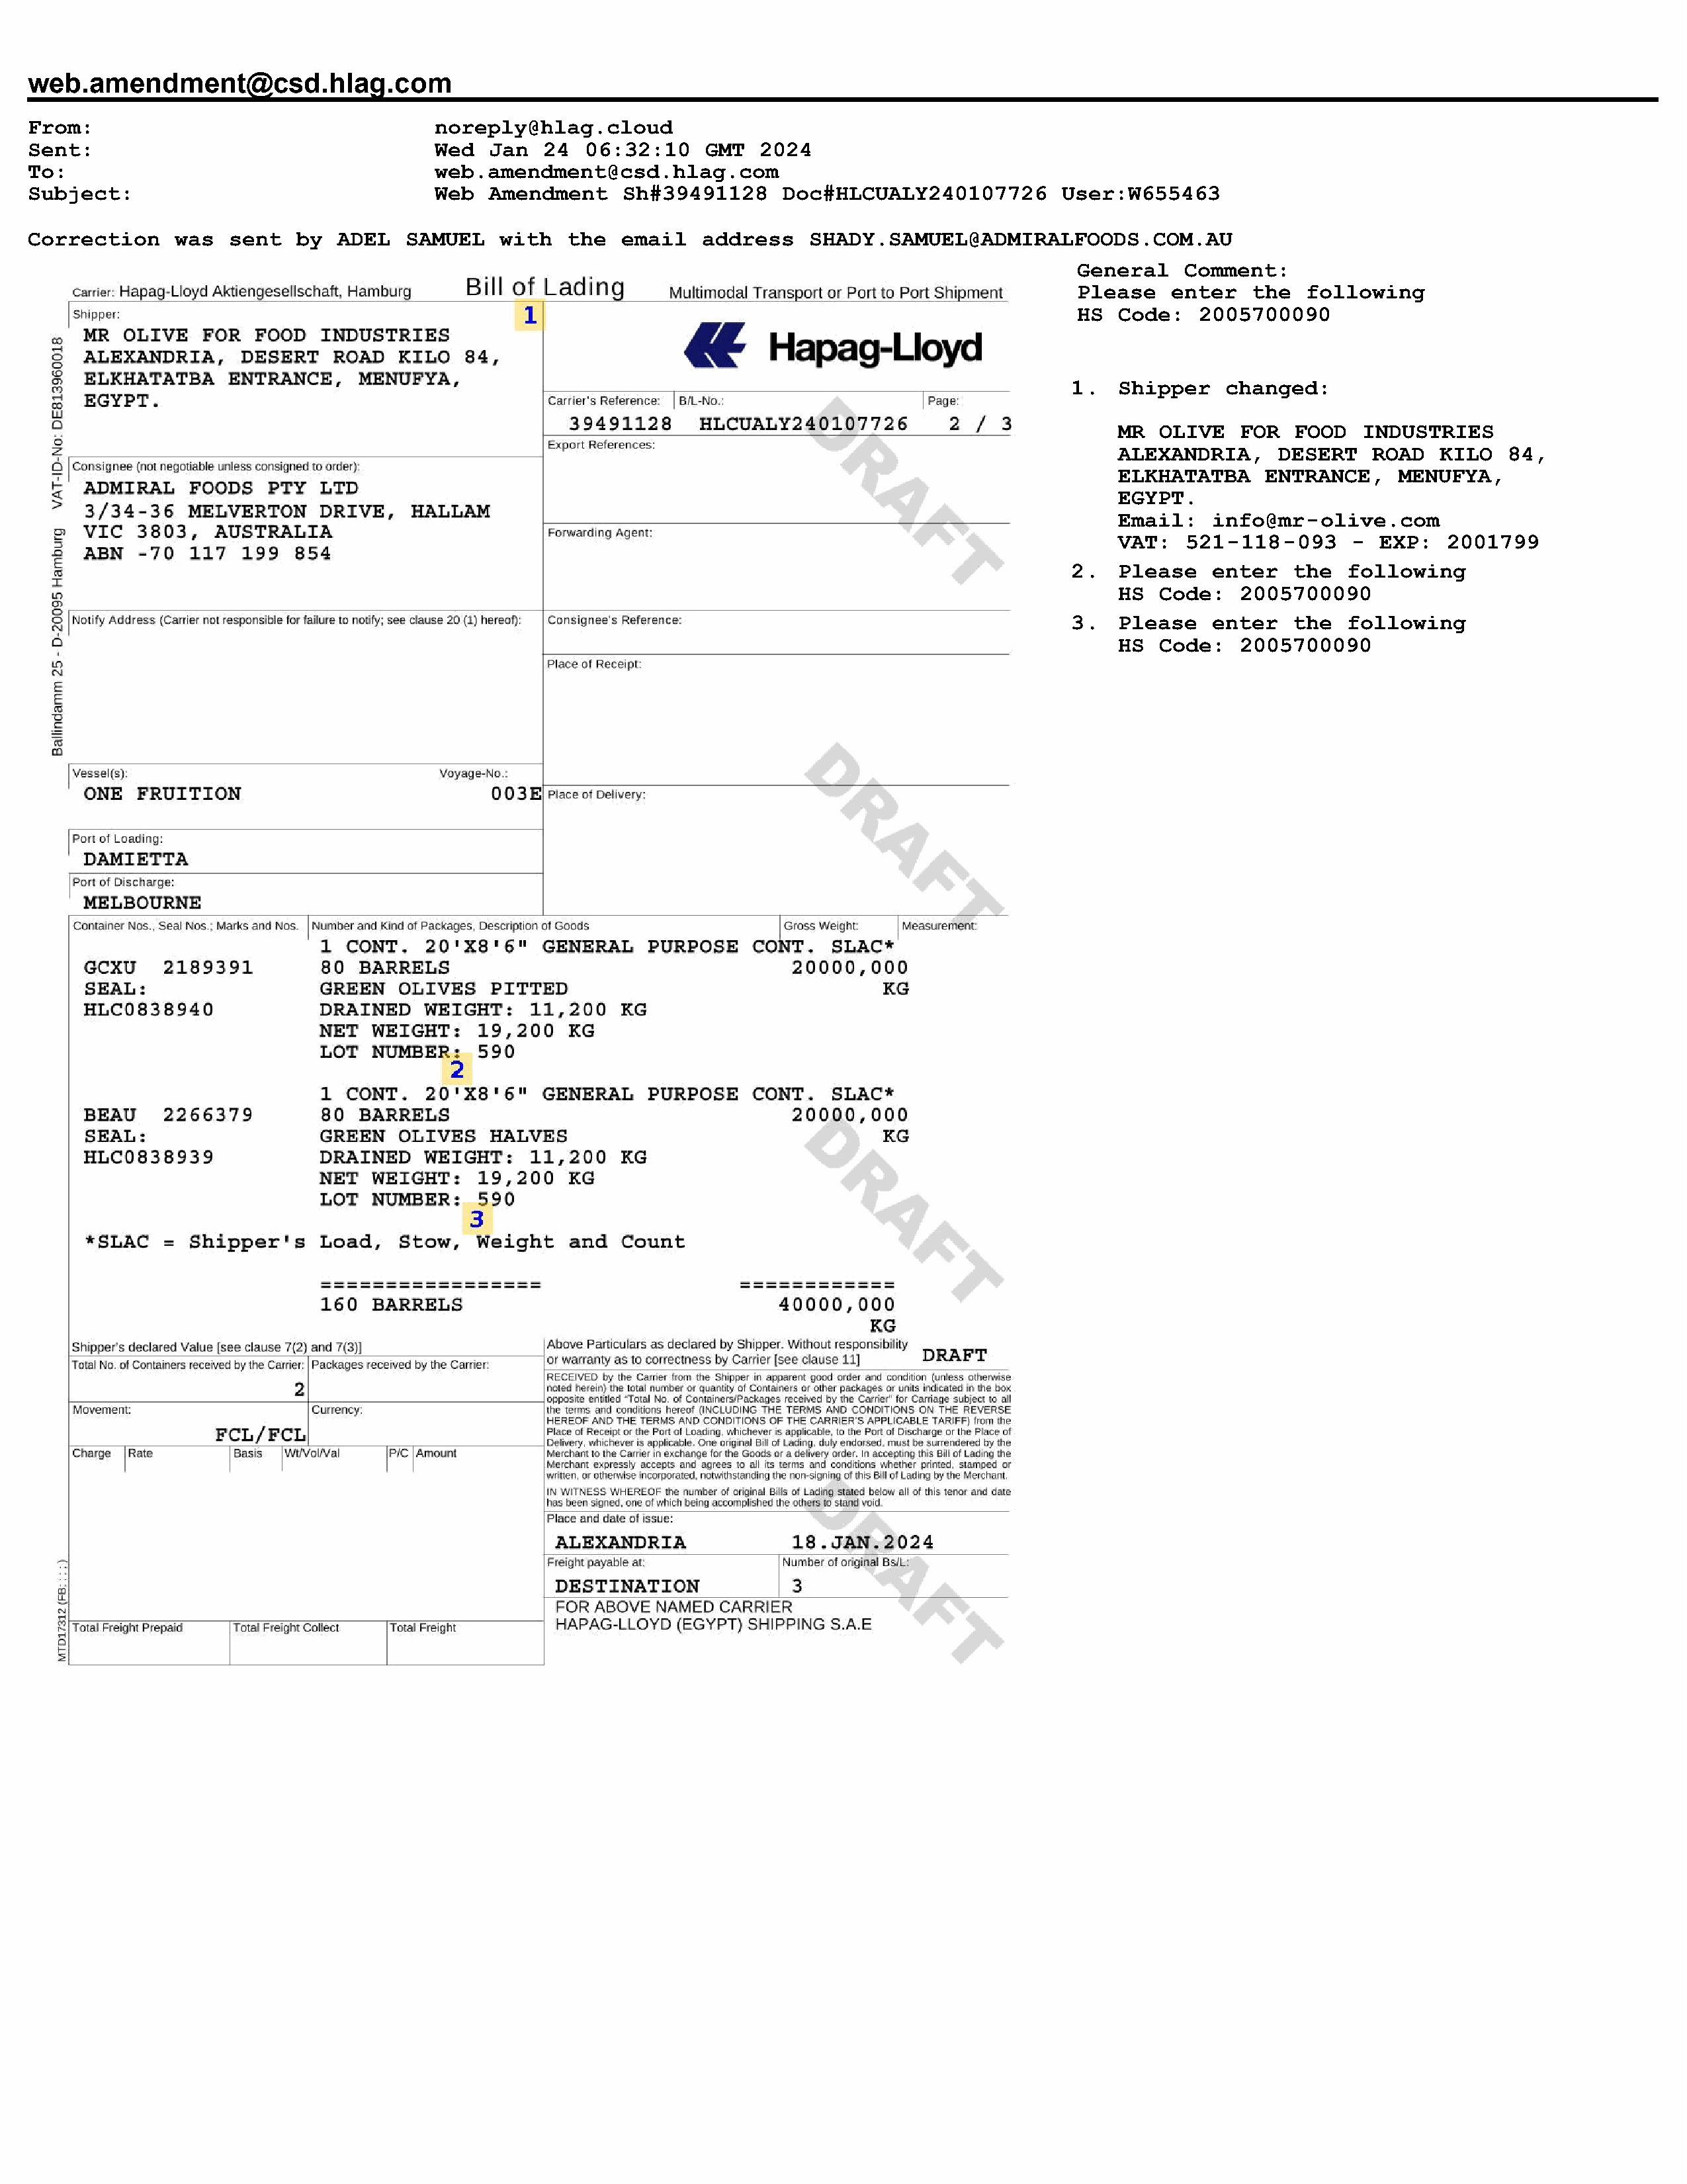 web.amendment@csd.hlag.com
From: noreply@hlag.cloud
Sent: Wed Jan 24 06:32:10 GMT 2024
To: web.amendment@csd.hlag.com
Subject: Web Amendment Sh#39491128 Doc#HLCUALY240107726 User:W655463
Correction was sent by ADEL SAMUEL with the email address SHADY.SAMUEL@ADMIRALFOODS.COM.AU
Carrier: Hapag-Lloyd Aktiengesellschaft, Hamburg Bill of Lading Multimodal Transport or Port to Port Shipment
Shipper: 1
MR OLIVE FOR FOOD INDUSTRIES
ALEXANDRIA, DESERT ROAD KILO 84,
ELKHATATBA ENTRANCE, MENUFYA,
EGYPT.
Hapag-Lloyd
Carrier's Reference: B/L-No.: Page:
39491128 HLCUALY240107726 2 / 3
Export References:
Consignee (not negotiable unless consigned to order):
ADMIRAL FOODS PTY LTD
3/34-36 MELVERTON DRIVE, HALLAM
VIC 3803, AUSTRALIA
ABN -70 117 199 854
Forwarding Agent:
Notify Address (Carrier not responsible for failure to notify; see clause 20 (1) hereof):
Consignee's Reference:
Place of Receipt:
Ballindamm 25 - D-20095 Hamburg VAT-ID-No: DE813960018
Vessel(s): Voyage-No.:
ONE FRUITION 003E
Place of Delivery:
Port of Loading:
DAMIETTA
Port of Discharge:
MELBOURNE
Container Nos., Seal Nos.; Marks and Nos. Number and Kind of Packages, Description of Goods Gross Weight: Measurement:
1 CONT. 20'X8'6" GENERAL PURPOSE CONT. SLAC*
GCXU 2189391 80 BARRELS 20000,000
SEAL: GREEN OLIVES PITTED KG
HLC0838940 DRAINED WEIGHT: 11,200 KG
NET WEIGHT: 19,200 KG
LOT NUMBER: 590
2
1 CONT. 20'X8'6" GENERAL PURPOSE CONT. SLAC*
BEAU 2266379 80 BARRELS 20000,000
SEAL: GREEN OLIVES HALVES KG
HLC0838939 DRAINED WEIGHT: 11,200 KG
NET WEIGHT: 19,200 KG
LOT NUMBER: 590
3
*SLAC = Shipper's Load, Stow, Weight and Count
================= ============
160 BARRELS 40000,000
KG
Shipper's declared Value [see clause 7(2) and 7(3)]
Above Particulars as declared by Shipper. Without responsibility
or warranty as to correctness by Carrier [see clause 11]
DRAFT
Total No. of Containers received by the Carrier: Packages received by the Carrier:
2
Movement: Currency:
FCL/FCL
Charge Rate Basis Wt/Vol/Val P/C Amount
RECEIVED by the Carrier from the Shipper in apparent good order and condition (unless otherwise
noted herein) the total number or quantity of Containers or other packages or units indicated in the box
opposite entitled "Total No. of Containers/Packages received by the Carrier" for Carriage subject to all
the terms and conditions hereof (INCLUDING THE TERMS AND CONDITIONS ON THE REVERSE
HEREOF AND THE TERMS AND CONDITIONS OF THE CARRIER'S APPLICABLE TARIFF) from the
Place of Receipt or the Port of Loading, whichever is applicable, to the Port of Discharge or the Place of
Delivery, whichever is applicable. One original Bill of Lading, duly endorsed, must be surrendered by the
Merchant to the Carrier in exchange for the Goods or a delivery order. In accepting this Bill of Lading the
Merchant expressly accepts and agrees to all its terms and conditions whether printed, stamped or
written, or otherwise incorporated, notwithstanding the non-signing of this Bill of Lading by the Merchant.
IN WITNESS WHEREOF the number of original Bills of Lading stated below all of this tenor and date
has been signed, one of which being accomplished the others to stand void.
Place and date of issue:
ALEXANDRIA 18.JAN.2024
Freight payable at: Number of original Bs/L:
DESTINATION 3
FOR ABOVE NAMED CARRIER
HAPAG-LLOYD (EGYPT) SHIPPING S.A.E
Total Freight Prepaid Total Freight Collect Total Freight
MTD17312 (FB: : : : )
DRAFT
DRAFT
DRAFT
DRAFT
General Comment:
Please enter the following
HS Code: 2005700090
1. Shipper changed:
MR OLIVE FOR FOOD INDUSTRIES
ALEXANDRIA, DESERT ROAD KILO 84,
ELKHATATBA ENTRANCE, MENUFYA,
EGYPT.
Email: info@mr-olive.com
VAT: 521-118-093 - EXP: 2001799
2. Please enter the following
HS Code: 2005700090
3. Please enter the following
HS Code: 2005700090